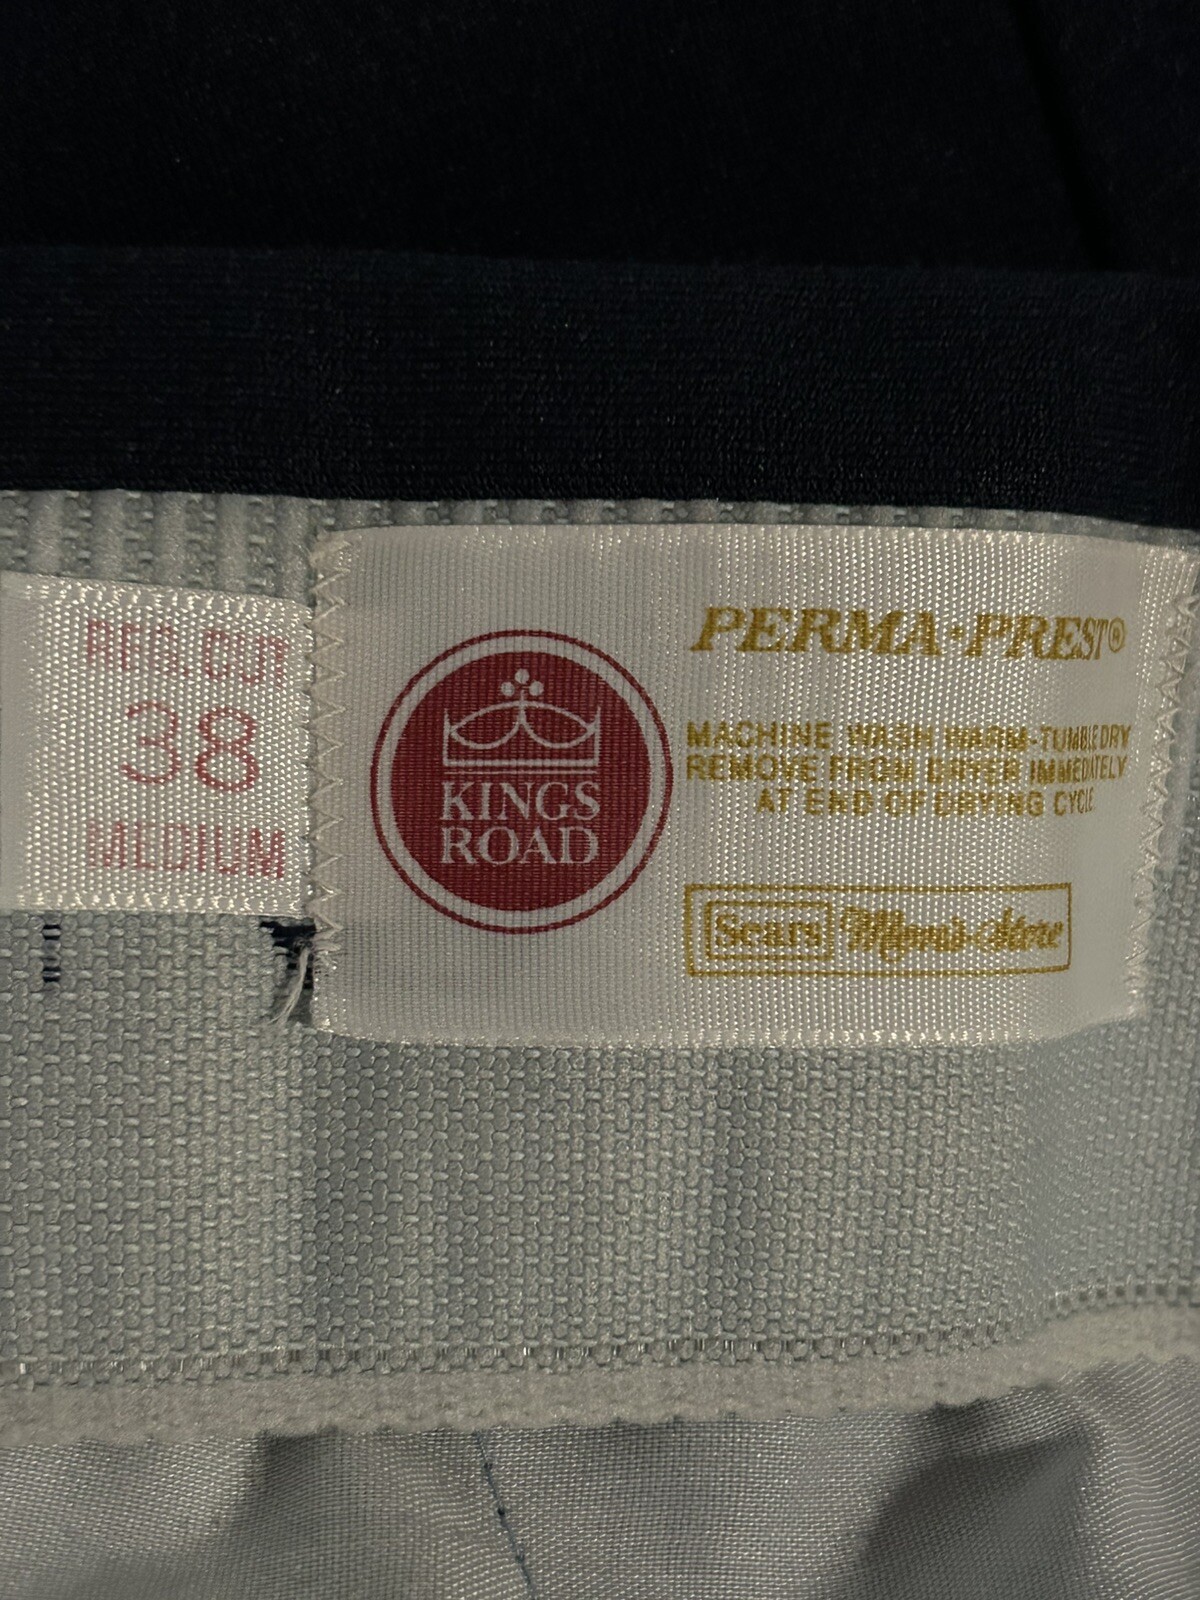 REG. CUT
38
MEDIUM
KINGS
ROAD
PERMA·PREST®
MACHINE WASH WARM-TUMBLE DRY
REMOVE FROM DRYER IMMEDIATELY
AT END OF DRYING CYCLE
Sears Men's Store